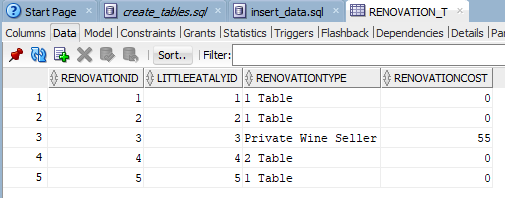 Start Page create_tables.sql insert_data.sql RENOVATION_T
Columns Data Model Constraints Grants Statistics Triggers Flashback Dependencies Details
Sort.. Filter:
RENOVATIONID LITTLEEATALYID RENOVATIONTYPE RENOVATIONCOST
1 1 1 1 Table 0
2 2 2 1 Table 0
3 3 3 Private Wine Seller 55
4 4 4 2 Table 0
5 5 5 1 Table 0